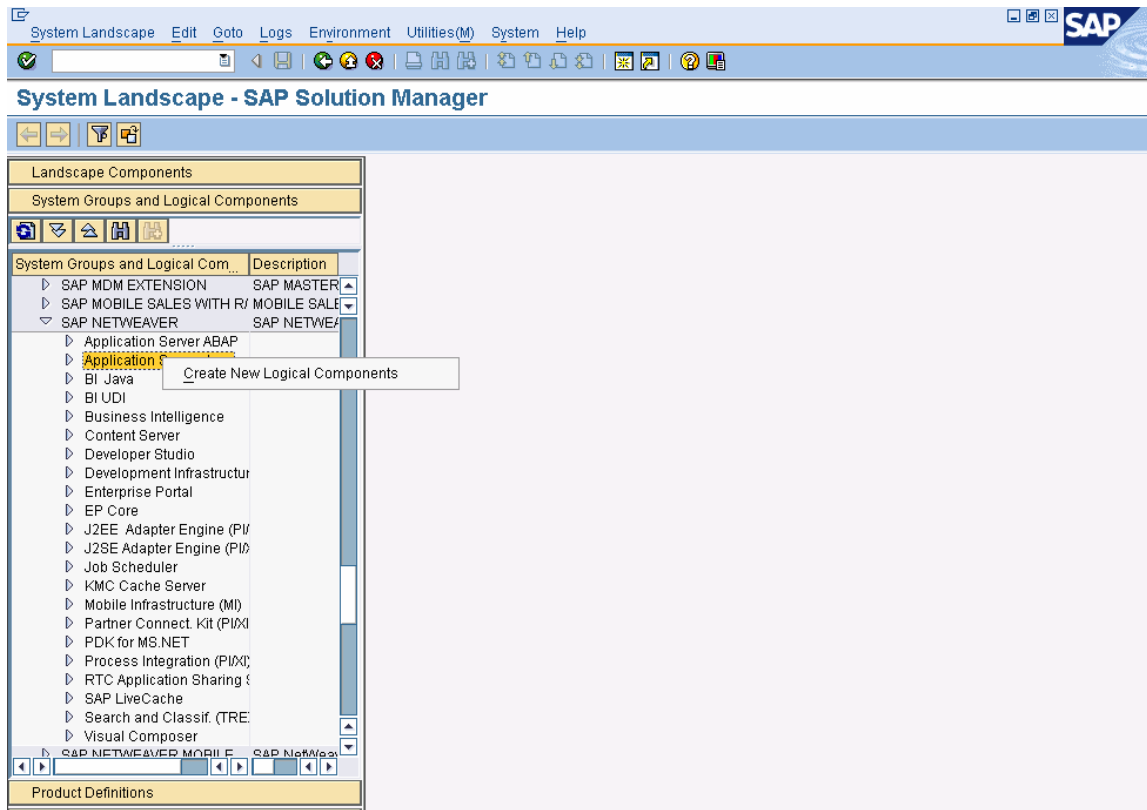 System Landscape Edit Goto Logs Environment Utilities(M) System Help
SAP
System Landscape - SAP Solution Manager
Landscape Components
System Groups and Logical Components
System Groups and Logical Com... Description
SAP MDM EXTENSION SAP MASTER
SAP MOBILE SALES WITH R/ MOBILE SALE
SAP NETWEAVER SAP NETWEA
Application Server ABAP
Application
Create New Logical Components
BI Java
BI UDI
Business Intelligence
Content Server
Developer Studio
Development Infrastructur
Enterprise Portal
EP Core
J2EE Adapter Engine (PI/
J2SE Adapter Engine (PI/X
Job Scheduler
KMC Cache Server
Mobile Infrastructure (MI)
Partner Connect. Kit (PI/XI
PDK for MS.NET
Process Integration (PI/XI)
RTC Application Sharing S
SAP LiveCache
Search and Classif. (TREX
Visual Composer
SAP NETWEAVER MOBILE SAP NetWeav
Product Definitions